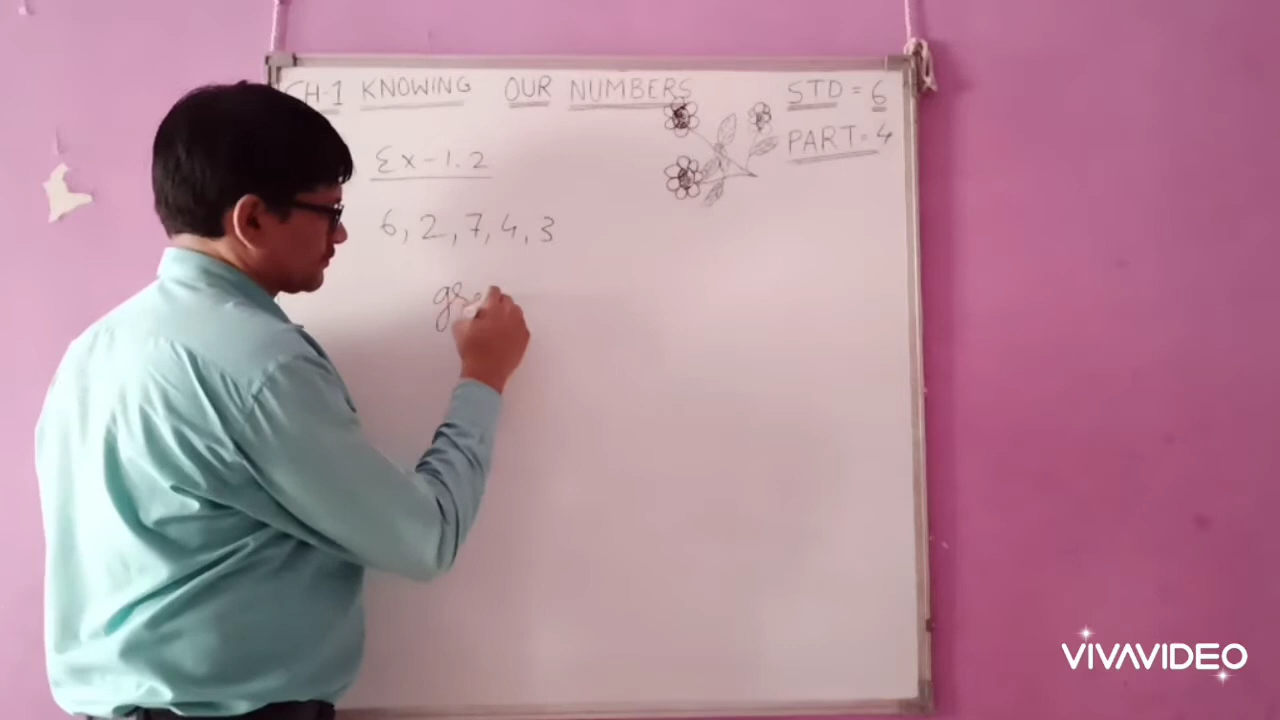 CH-1 KNOWING OUR NUMBERS
STD = 6
PART = 4
Ex-1.2
6, 2, 7, 4, 3
VIVAVIDEO